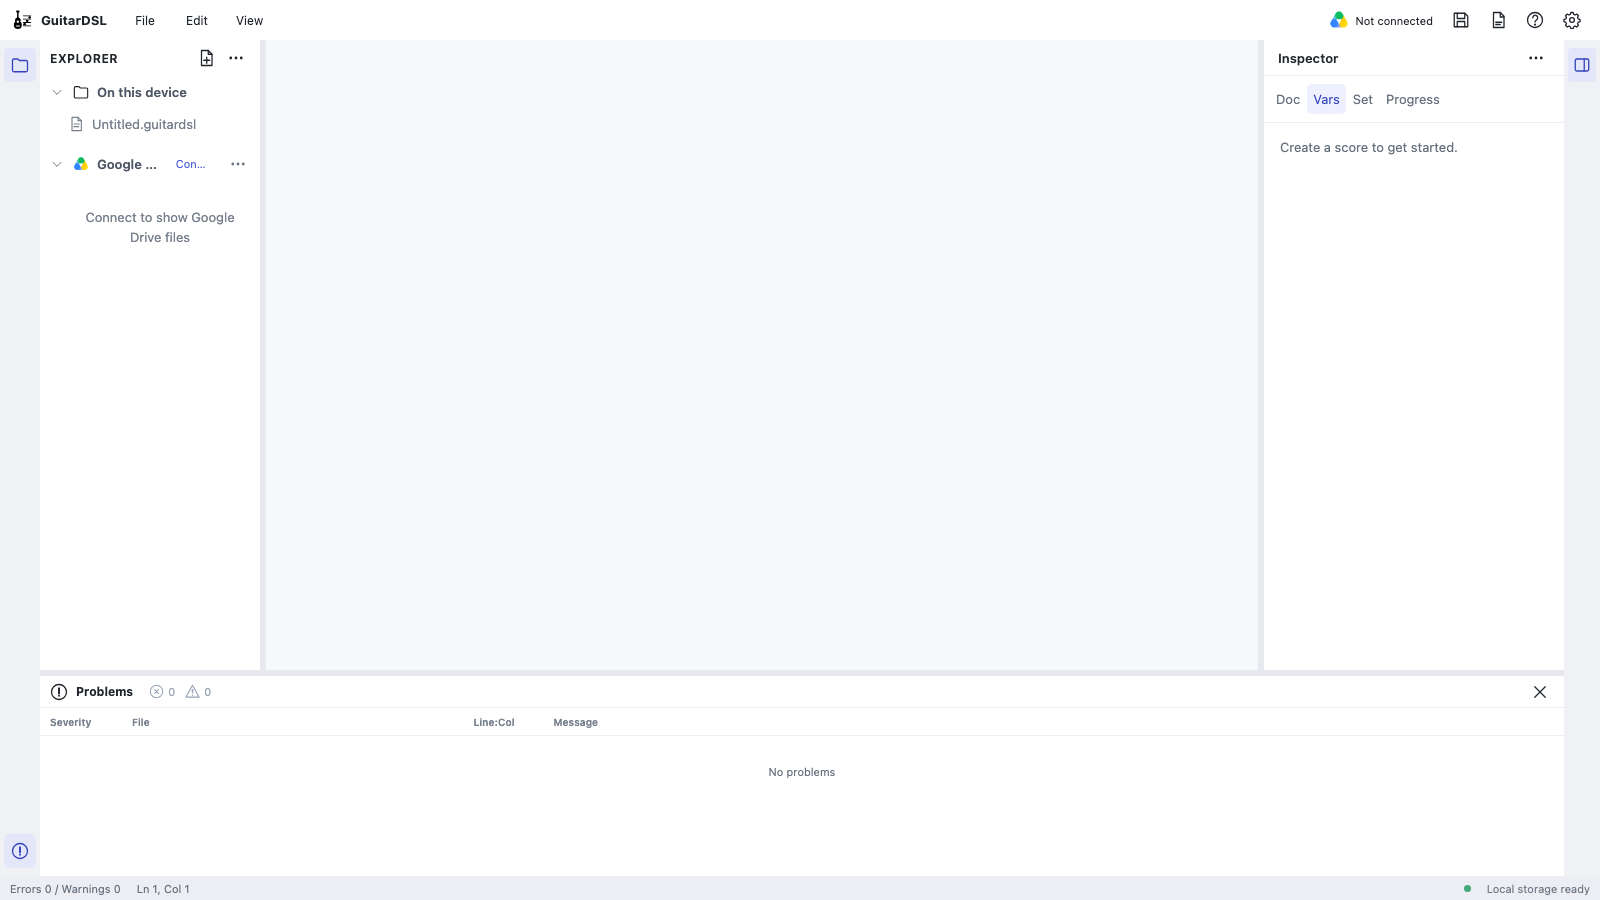 GuitarDSL File Edit View Not connected
EXPLORER
On this device
Untitled.guitardsl
Google ... Con...
Connect to show Google
Drive files
Inspector
Doc Vars Set Progress
Create a score to get started.
Problems 0 0
Severity File Line:Col Message
No problems
Errors 0 / Warnings 0 Ln 1, Col 1 Local storage ready